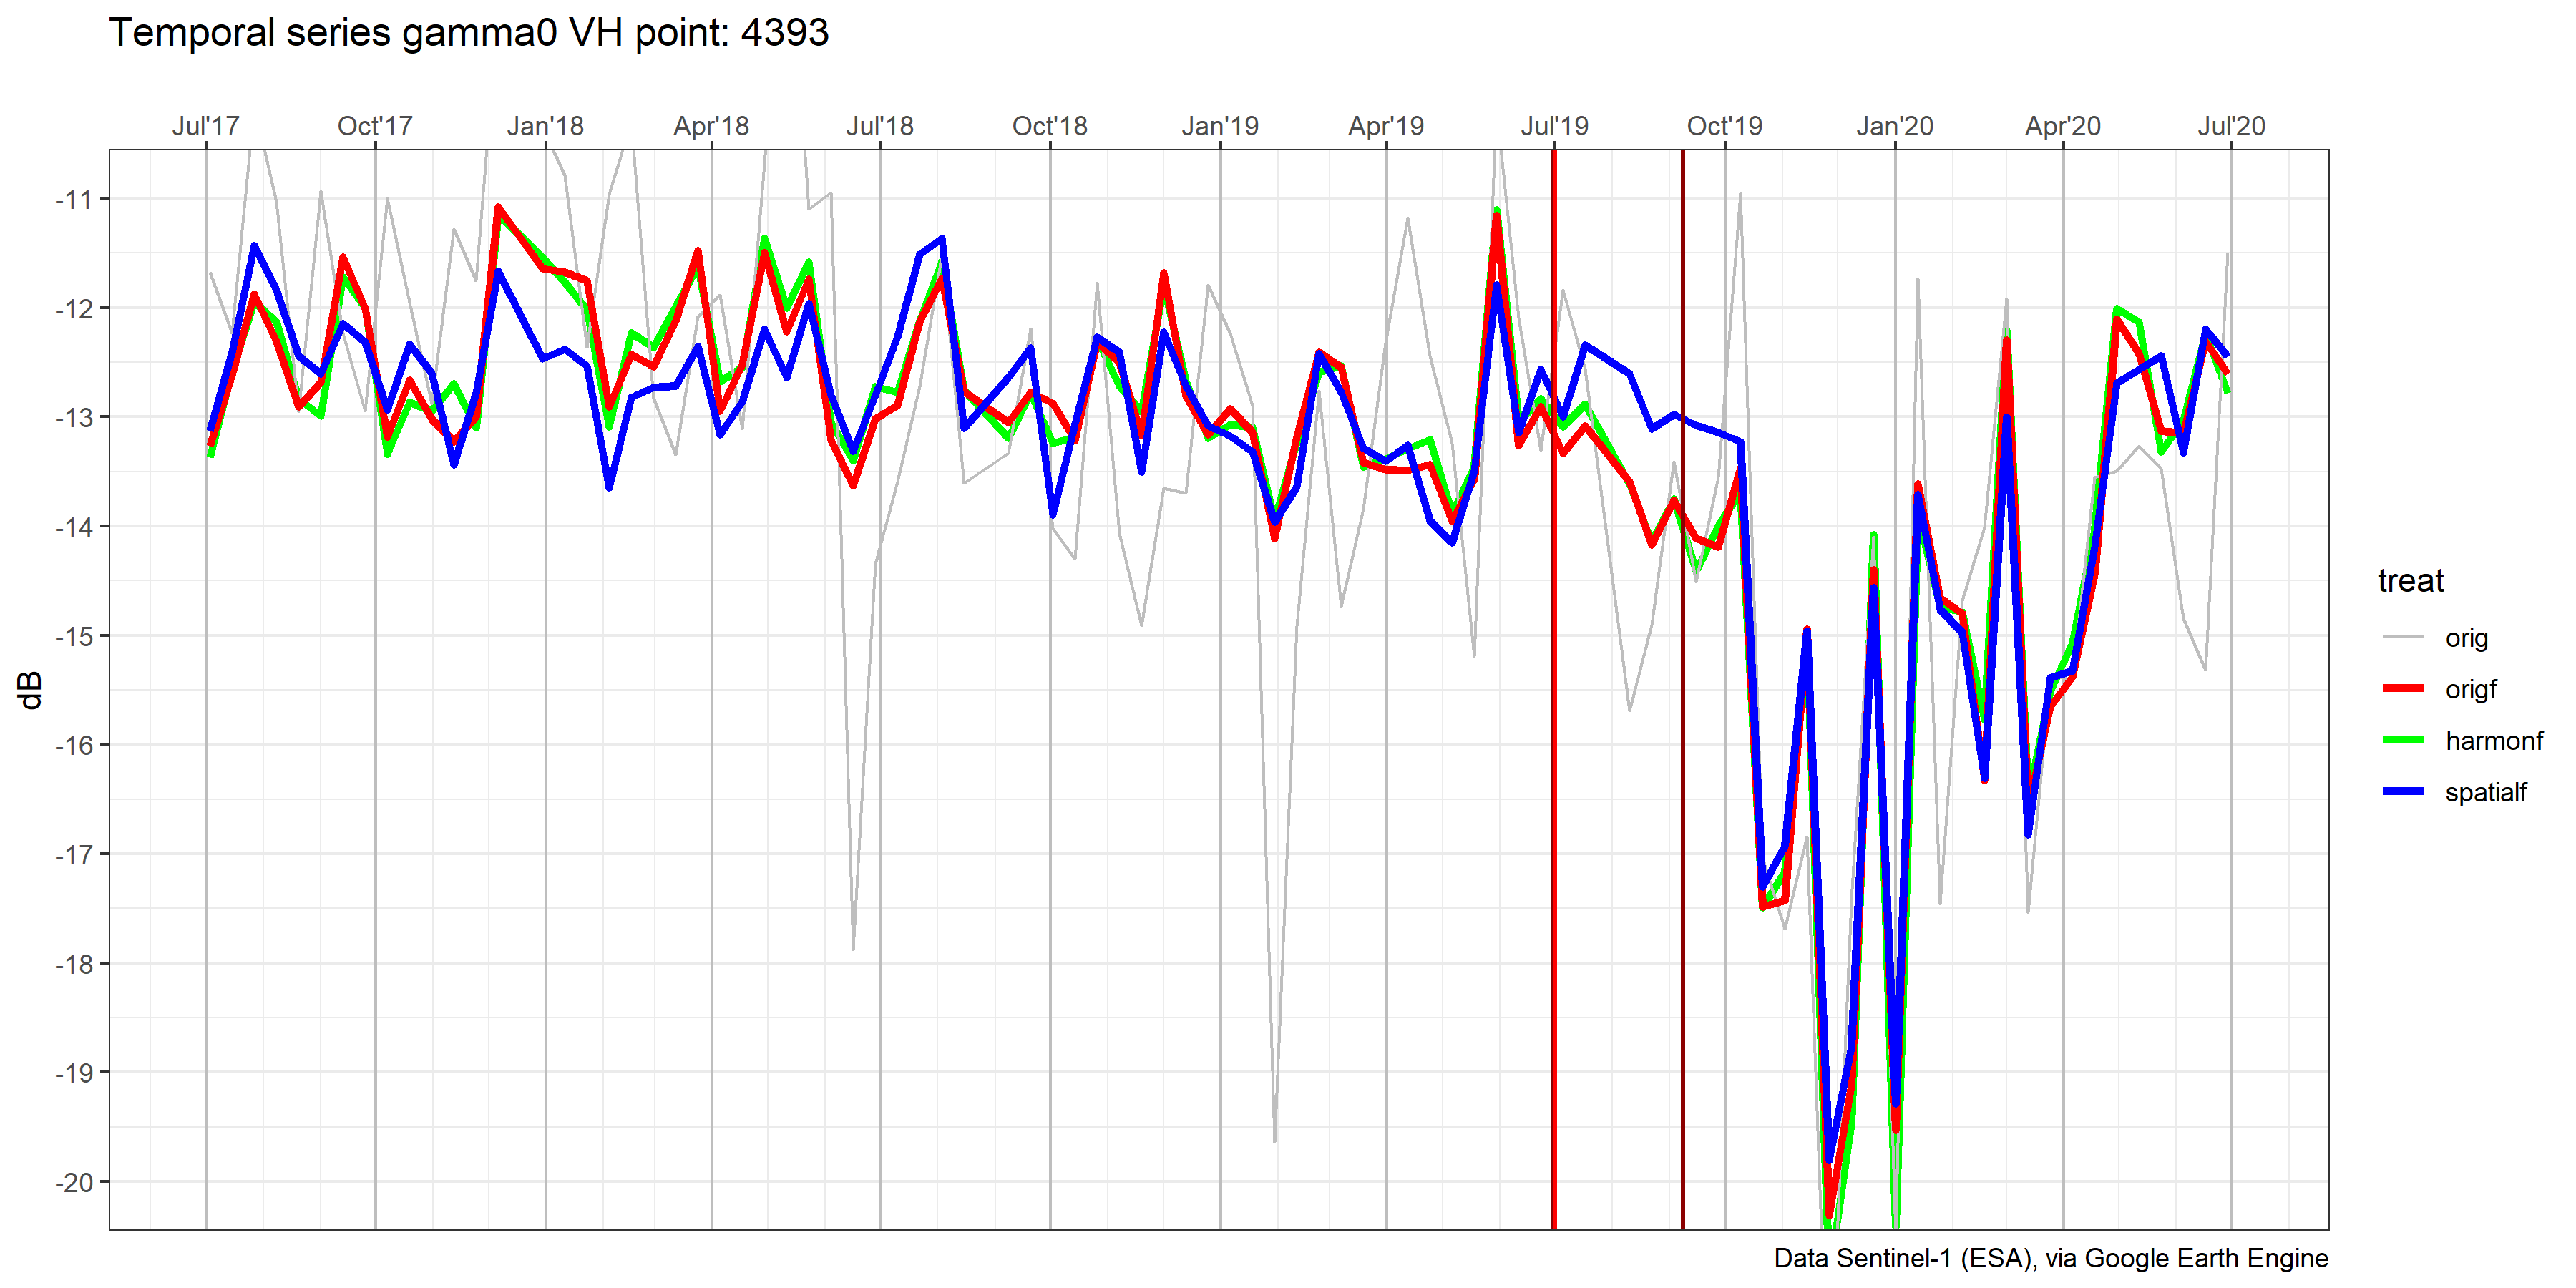 Temporal series gamma0 VH point: 4393
Jul'17 Oct'17 Jan'18 Apr'18 Jul'18 Oct'18 Jan'19 Apr'19 Jul'19 Oct'19 Jan'20 Apr'20 Jul'20
-11
-12
-13
-14
-15
-16
-17
-18
-19
-20
dB
treat
orig
origf
harmonf
spatialf
Data Sentinel-1 (ESA), via Google Earth Engine